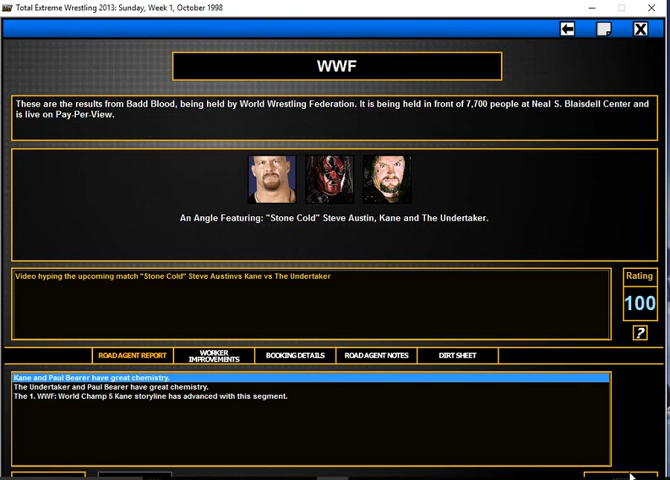 Total Extreme Wrestling 2013: Sunday, Week 1, October 1998
WWF
These are the results from Badd Blood, being held by World Wrestling Federation. It is being held in front of 7,700 people at Neal S. Blaisdell Center and
is live on Pay-Per-View.
An Angle Featuring: "Stone Cold" Steve Austin, Kane and The Undertaker.
Video hyping the upcoming match "Stone Cold" Steve Austinvs Kane vs The Undertaker
Rating
100
?
ROAD AGENT REPORT
WORKER
IMPROVEMENTS
BOOKING DETAILS
ROAD AGENT NOTES
DIRT SHEET
Kane and Paul Bearer have great chemistry.
The Undertaker and Paul Bearer have great chemistry.
The 1. WWF: World Champ 5 Kane storyline has advanced with this segment.